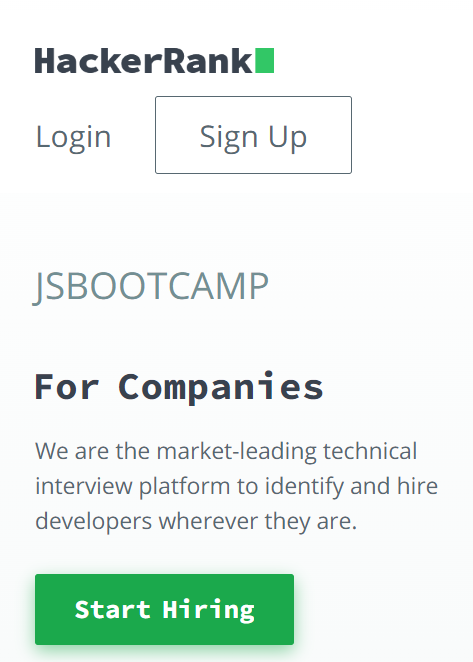 HackerRank
Login
Sign Up
JSBOOTCAMP
For Companies
We are the market-leading technical
interview platform to identify and hire
developers wherever they are.
Start Hiring